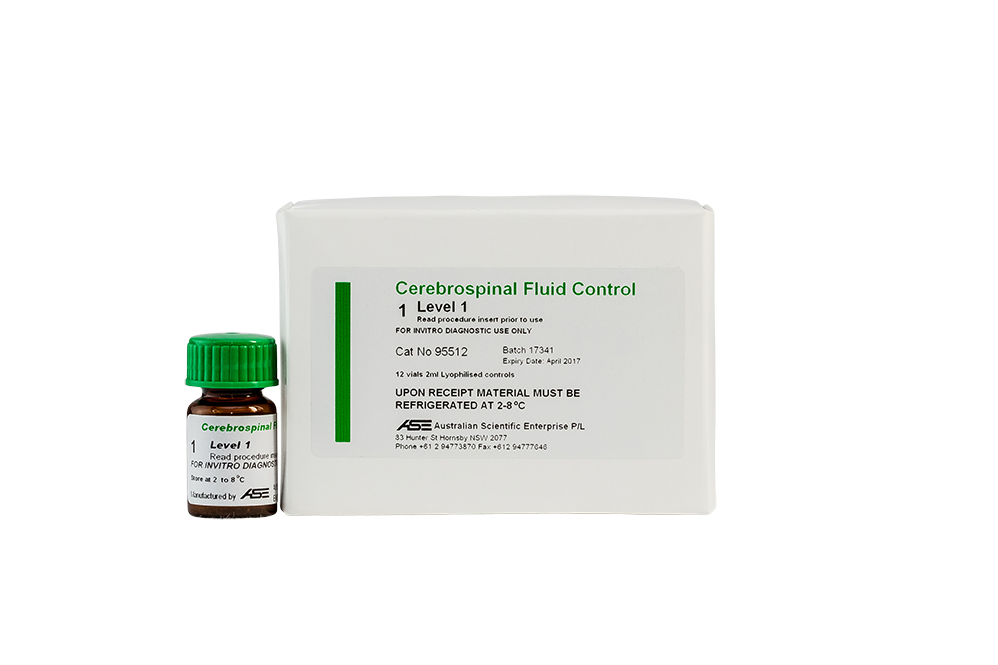 Cerebrospinal Fluid Control
1 Level 1
Read procedure insert prior to use
FOR INVITRO DIAGNOSTIC USE ONLY
Cat No 95512 Batch 17341
Expiry Date: April 2017
12 vials 2ml Lyophilised controls
UPON RECEIPT MATERIAL MUST BE
REFRIGERATED AT 2-8°C
ASE Australian Scientific Enterprise P/L
33 Hunter St Hornsby NSW 2077
Phone +61 2 94773870 Fax +612 94777646
Cerebrospinal
1 Level 1
Read procedure
FOR INVITRO DIAGNOST
Store at 2 to 8°C
Manufactured by ASE